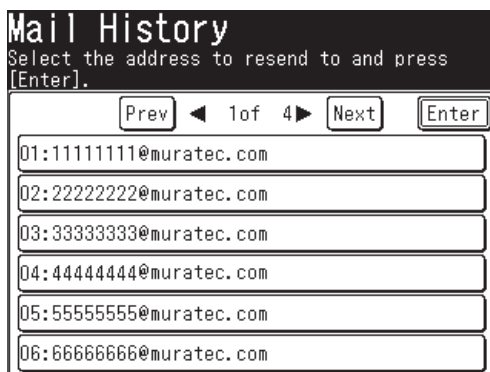 Mail History
Select the address to resend to and press
[Enter].
Prev ◀ 1of 4▶ Next Enter
01:11111111@muratec.com
02:22222222@muratec.com
03:33333333@muratec.com
04:44444444@muratec.com
05:55555555@muratec.com
06:66666666@muratec.com